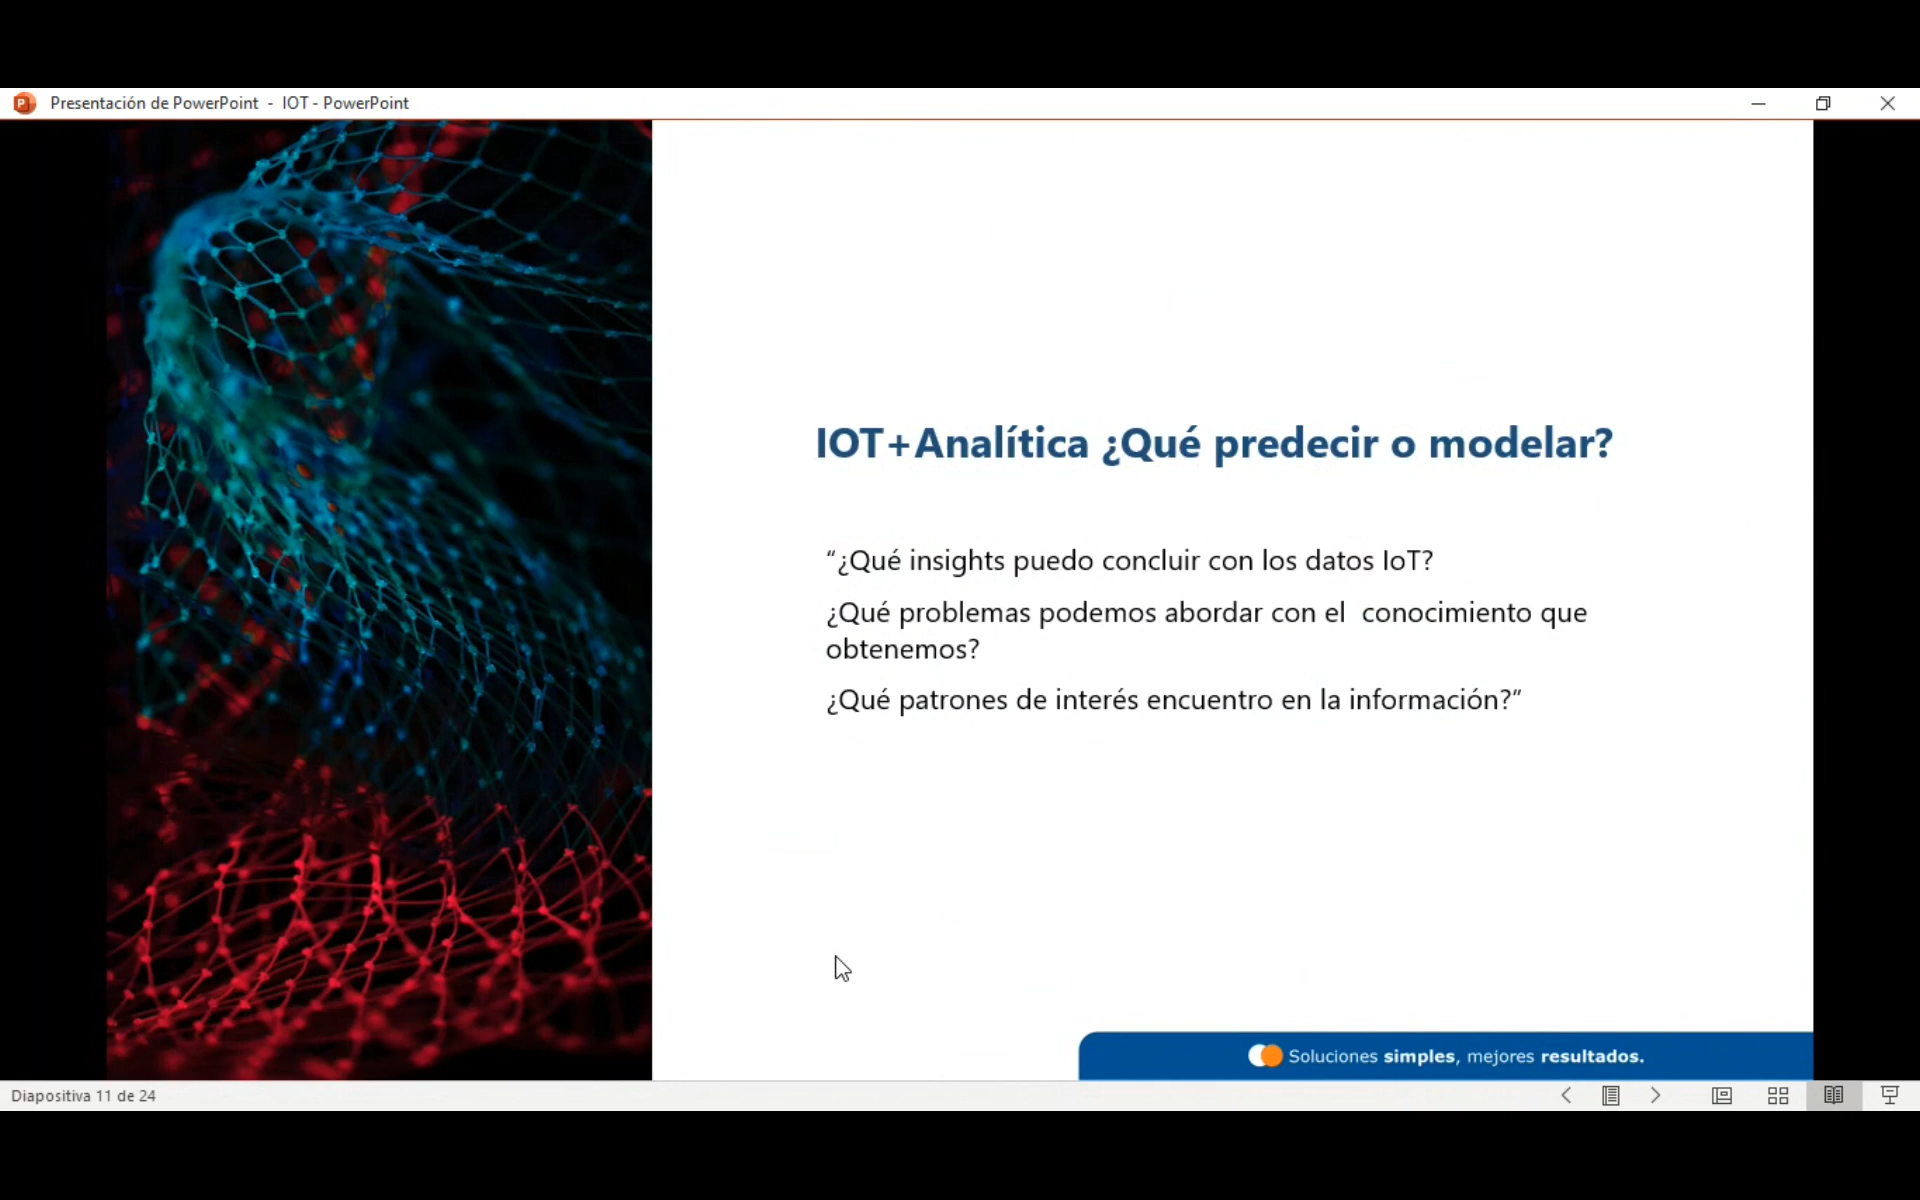 Presentación de PowerPoint - IOT - PowerPoint
IOT+Analítica ¿Qué predecir o modelar?
“¿Qué insights puedo concluir con los datos IoT?
¿Qué problemas podemos abordar con el  conocimiento que
obtenemos?
¿Qué patrones de interés encuentro en la información?“
Soluciones simples, mejores resultados.
Diapositiva 11 de 24